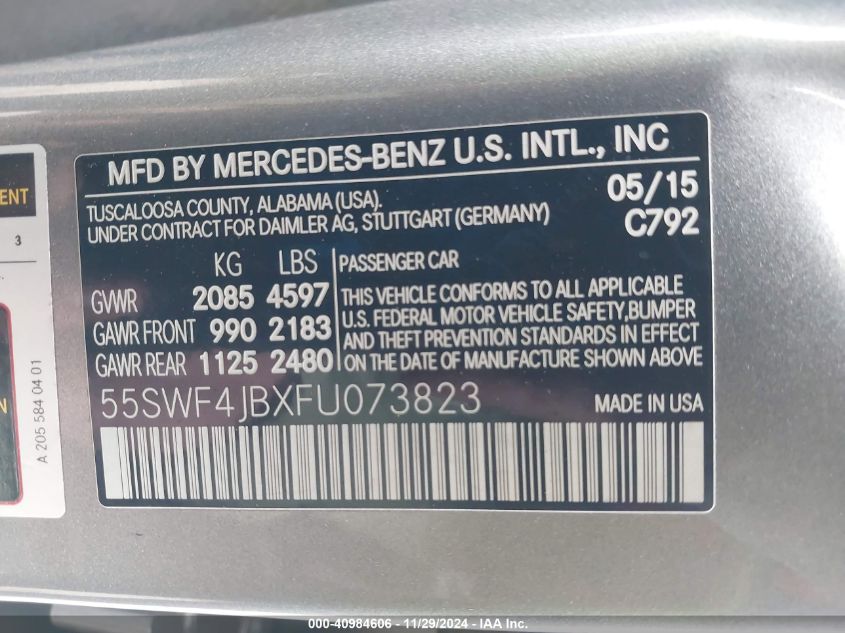 MFD BY MERCEDES-BENZ U.S. INTL., INC
TUSCALOOSA COUNTY, ALABAMA (USA).
UNDER CONTRACT FOR DAIMLER AG, STUTTGART (GERMANY)
05/15
C792
KG LBS
GVWR 2085 4597
GAWR FRONT 990 2183
GAWR REAR 1125 2480
PASSENGER CAR
THIS VEHICLE CONFORMS TO ALL APPLICABLE
U.S. FEDERAL MOTOR VEHICLE SAFETY,BUMPER
AND THEFT PREVENTION STANDARDS IN EFFECT
ON THE DATE OF MANUFACTURE SHOWN ABOVE
55SWF4JBXFU073823
MADE IN USA
3
A 205 584 04 01
000-40984606 - 11/29/2024 - IAA Inc.